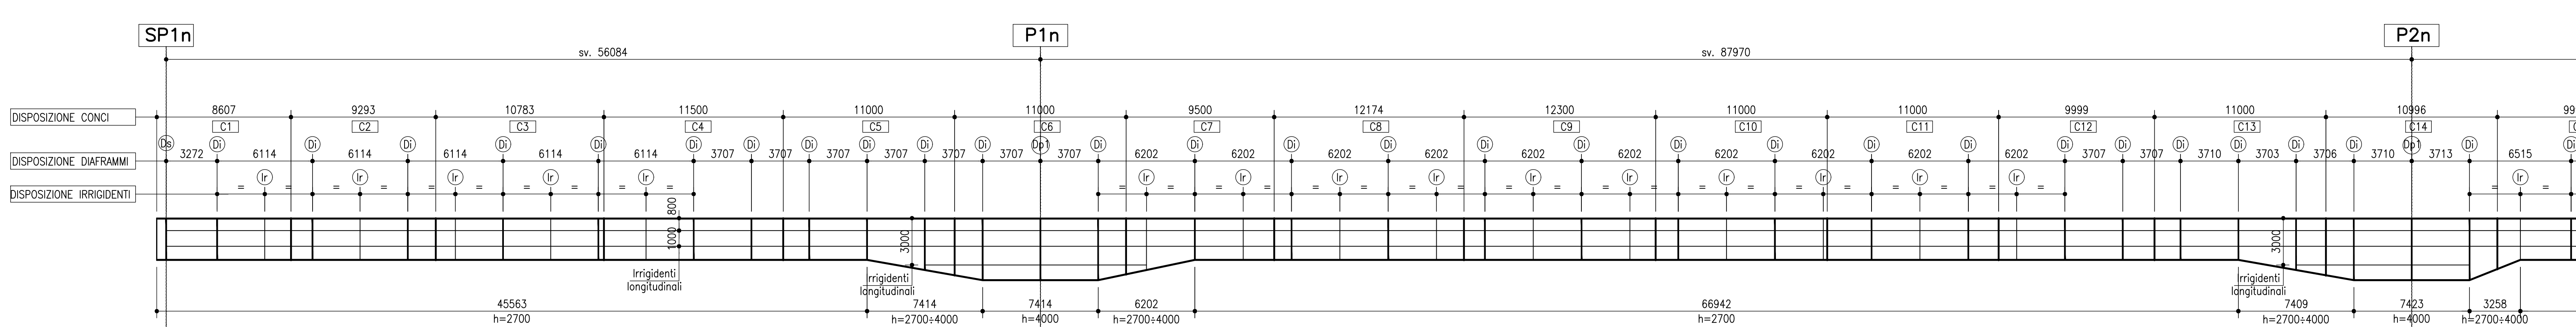 SP1n P1n P2n
sv. 56084 sv. 87970
8607 9293 10783 11500 11000 11000 9500 12174 12300 11000 11000 9999 11000 10996
DISPOSIZIONE CONCI
C1 C2 C3 C4 C5 C6 C7 C8 C9 C10 C11 C12 C13 C14
Ds Di Di Di Di Di Di Di Di Di Di Di Dp1 Di Di Di Di Di Di Di Di Di Di Di Di Di Di Di Di Dp1 Di Di
DISPOSIZIONE DIAFRAMMI
3272 6114 6114 6114 6114 6114 3707 3707 3707 3707 3707 3707 3707 6202 6202 6202 6202 6202 6202 6202 6202 6202 6202 3707 3707 3710 3703 3706 3710 3713 6515
Ir Ir Ir Ir Ir Ir Ir Ir Ir Ir Ir Ir Ir Ir Ir Ir
= = = = = = = = = = = = = = = = = = = = = = = = = = = = = = = =
DISPOSIZIONE IRRIGIDENTI
800
1000
3000
3000
Irrigidenti
longitudinali
Irrigidenti
longitudinali
Irrigidenti
longitudinali
45563 7414 7414 6202 66942 7409 7423 3258
h=2700 h=2700÷4000 h=4000 h=2700÷4000 h=2700 h=2700÷4000 h=4000 h=2700÷4000